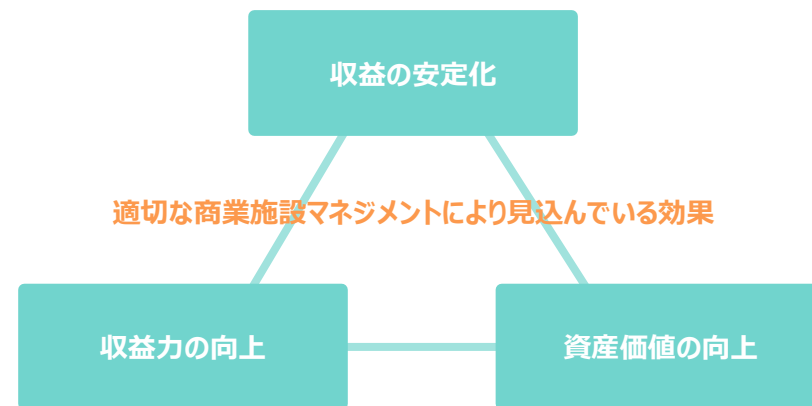 収益の安定化
適切な商業施設マネジメントにより見込んでいる効果
収益力の向上
資産価値の向上